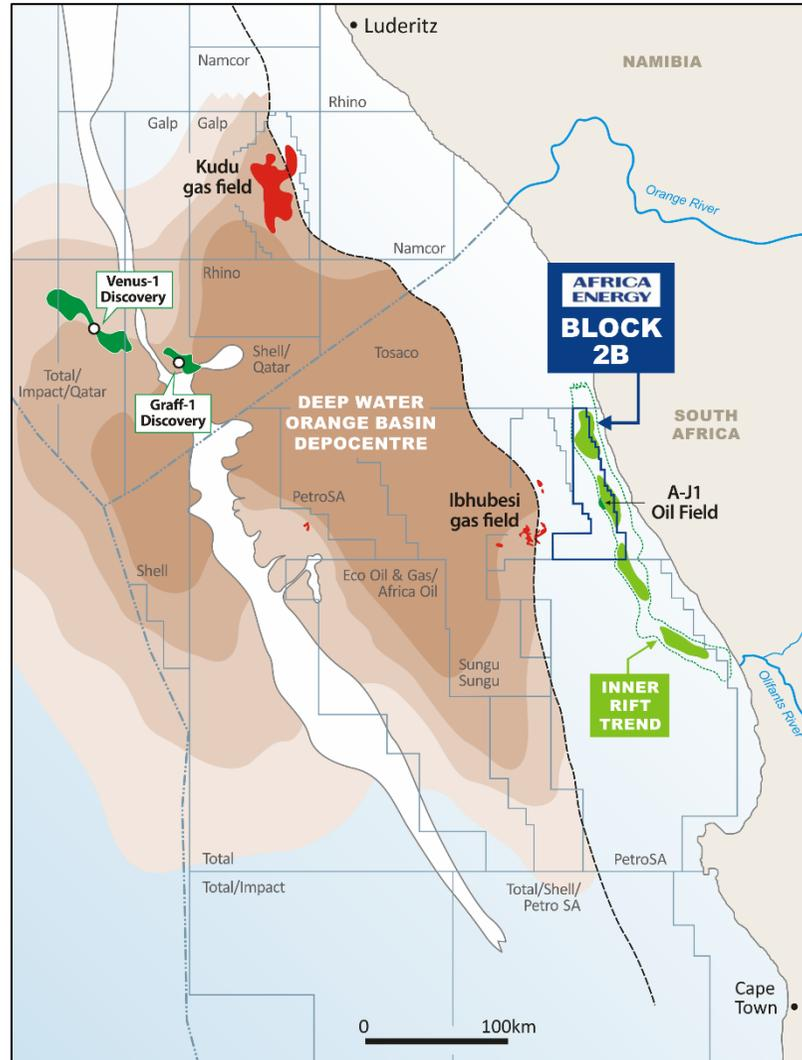 Luderitz
NAMIBIA
Namcor
Rhino
Galp
Galp
Kudu
gas field
Orange River
Namcor
Rhino
AFRICA
ENERGY
BLOCK
2B
Venus-1
Discovery
Shell/
Qatar
Tosaco
Total/
Impact/Qatar
Graff-1
Discovery
DEEP WATER
ORANGE BASIN
DEPOCENTRE
SOUTH
AFRICA
PetroSA
Ibhubesi
gas field
A-J1
Oil Field
Shell
Eco Oil & Gas/
Africa Oil
Sungu
Sungu
INNER
RIFT
TREND
Olifants River
Total
PetroSA
Total/Impact
Total/Shell/
Petro SA
Cape
Town
0
100km